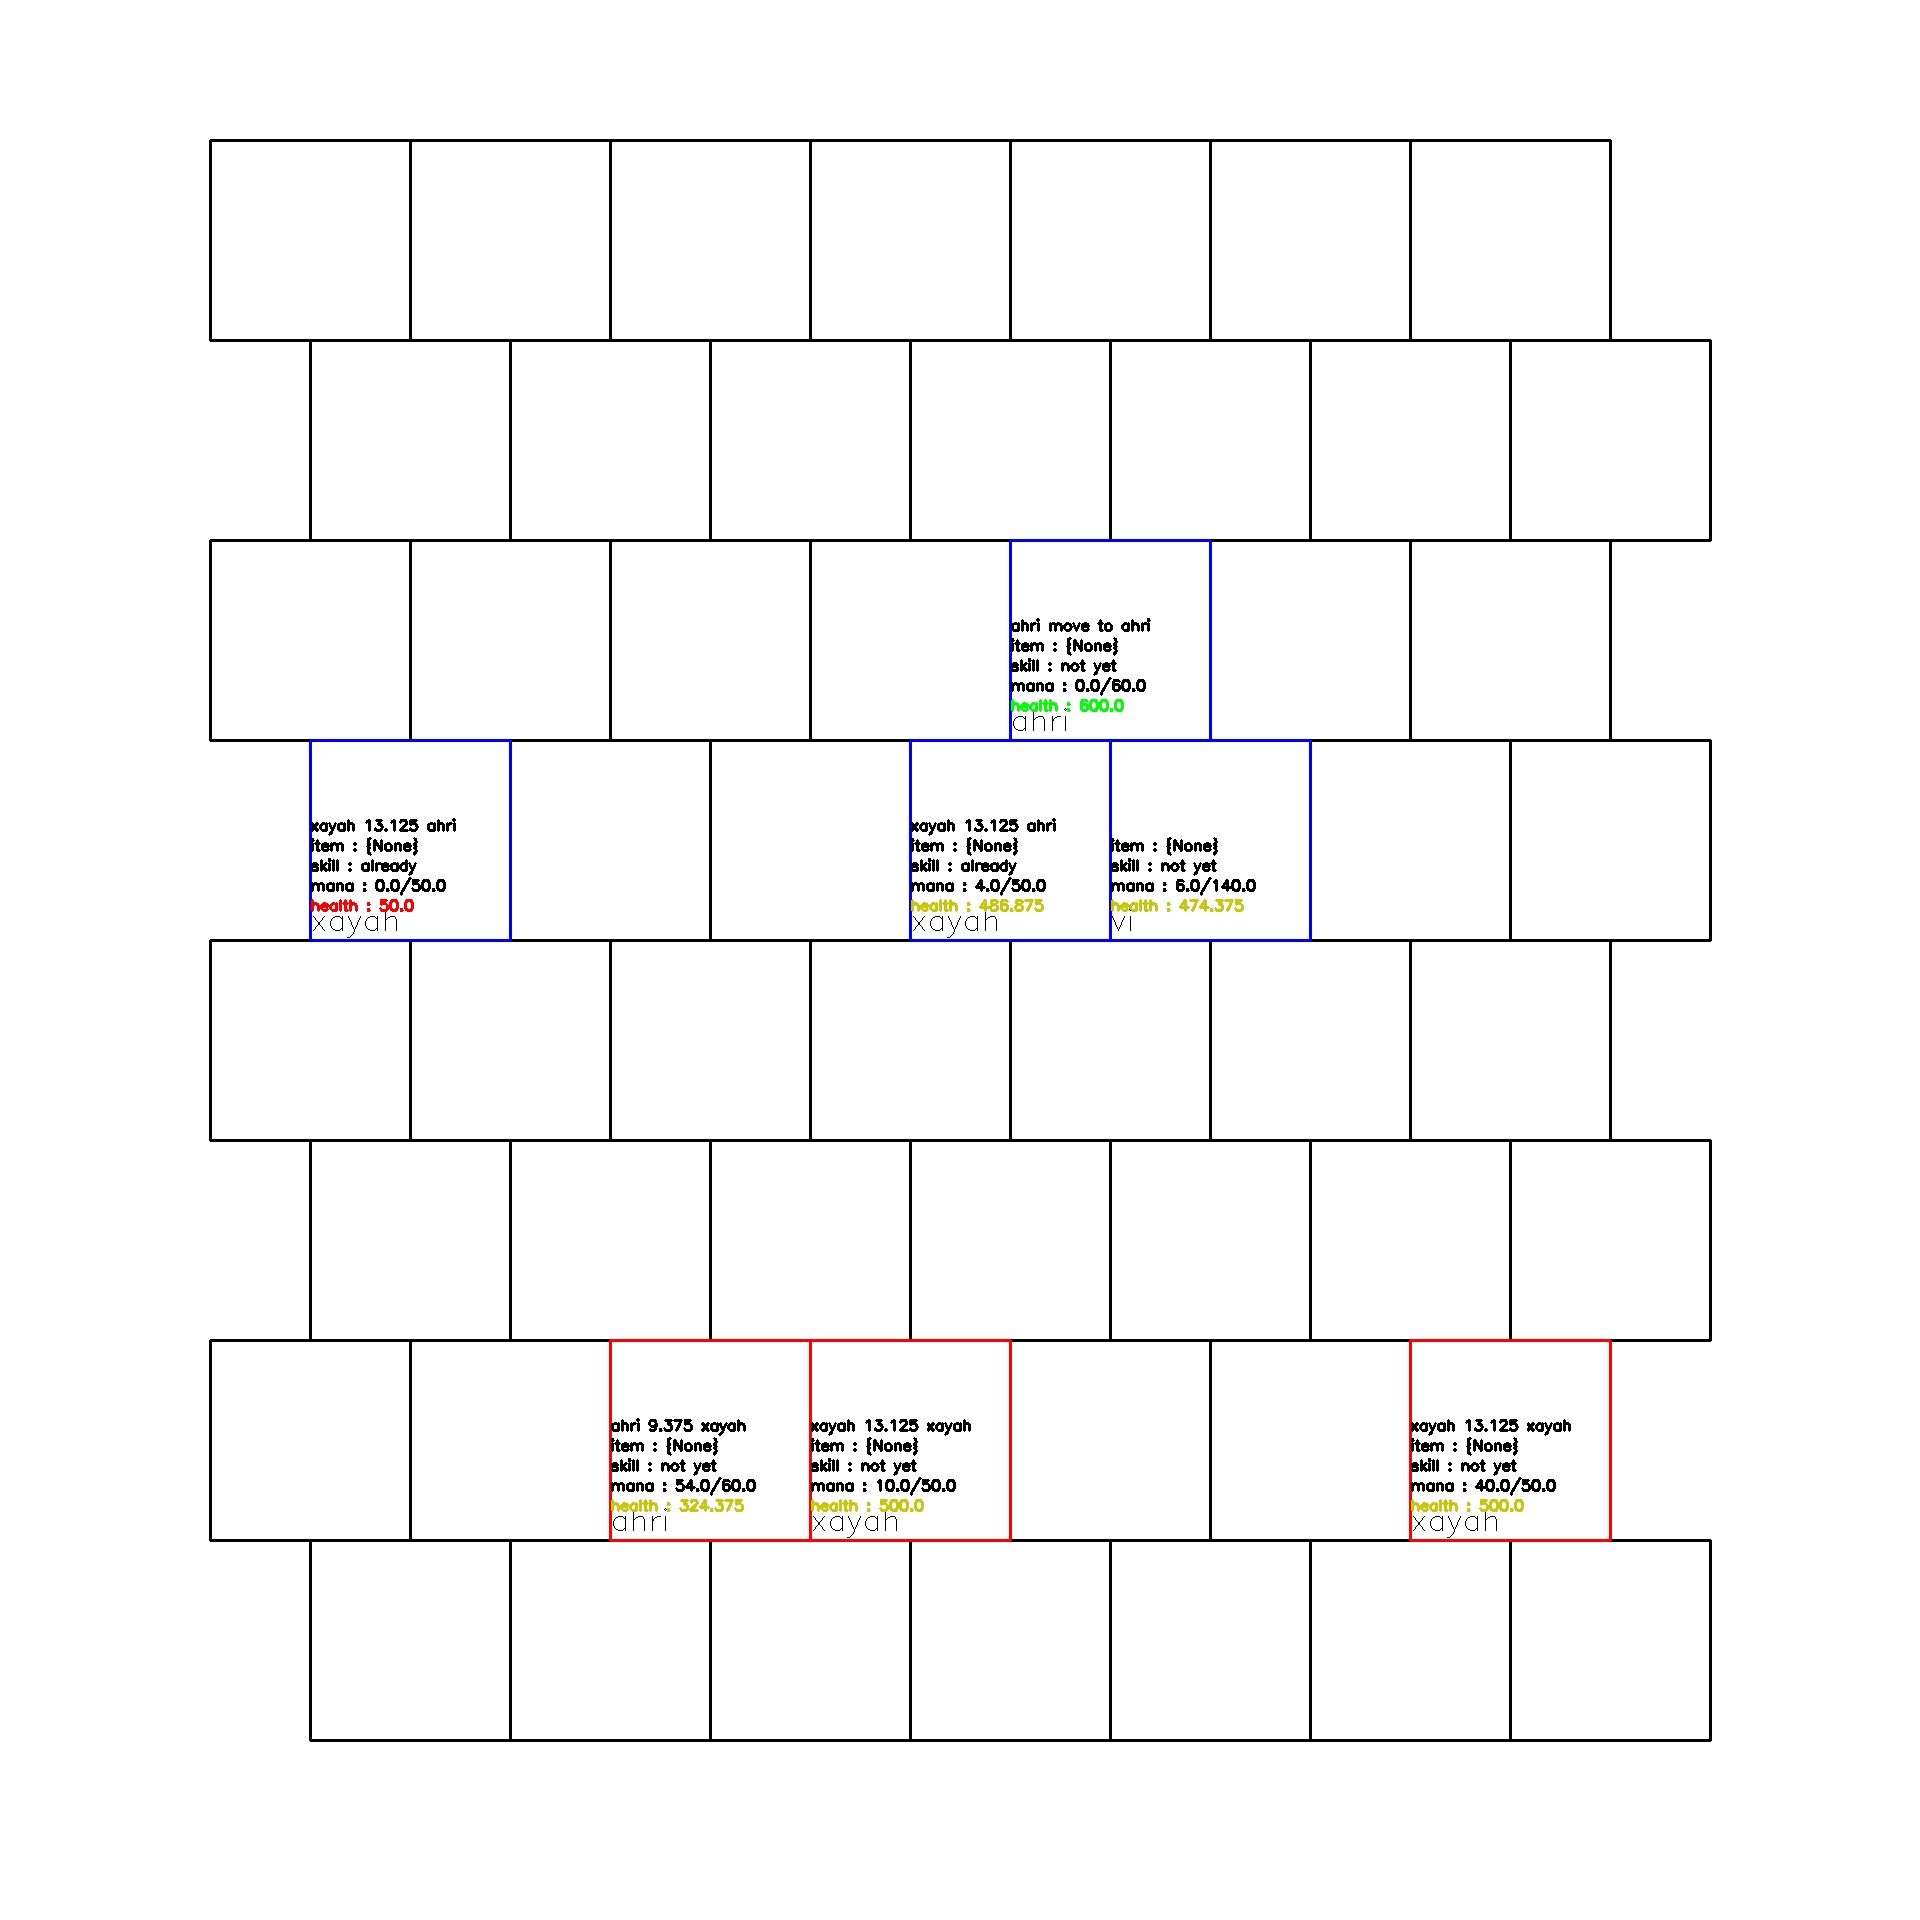 ahri move to ahri
item : {None}
skill : not yet
mana : 0.0/60.0
health : 600.0
ahri
xayah 13.125 ahri
item : {None}
skill : already
mana : 0.0/50.0
health : 50.0
xayah
xayah 13.125 ahri
item : {None}
skill : already
mana : 4.0/50.0
health : 486.875
xayah
item : {None}
skill : not yet
mana : 6.0/140.0
health : 474.375
vi
ahri 9.375 xayah
item : {None}
skill : not yet
mana : 54.0/60.0
health : 324.375
ahri
xayah 13.125 xayah
item : {None}
skill : not yet
mana : 10.0/50.0
health : 500.0
xayah
xayah 13.125 xayah
item : {None}
skill : not yet
mana : 40.0/50.0
health : 500.0
xayah